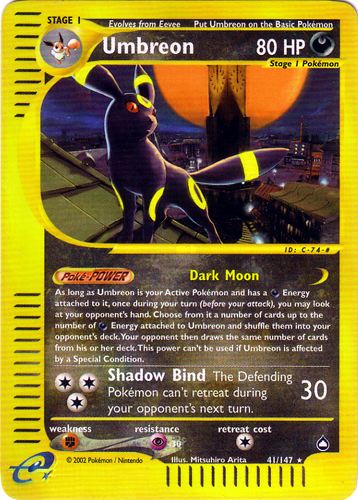 STAGE 1
Evolves from Eevee Put Umbreon on the Basic Pokémon
Umbreon 80 HP
Stage 1 Pokémon
ID: C-74-#
Poké-POWER Dark Moon
As long as Umbreon is your Active Pokémon and has a Energy
attached to it, once during your turn (before your attack), you may look
at your opponent's hand. Choose from it a number of cards up to the
number of Energy attached to Umbreon and shuffle them into your
opponent's deck. Your opponent then draws the same number of cards
from his or her deck. This power can't be used if Umbreon is affected
by a Special Condition.
Shadow Bind The Defending
Pokémon can't retreat during
your opponent's next turn.
30
weakness resistance retreat cost
-30
© 2002 Pokémon / Nintendo Illus. Mitsuhiro Arita 41/147 ★
e